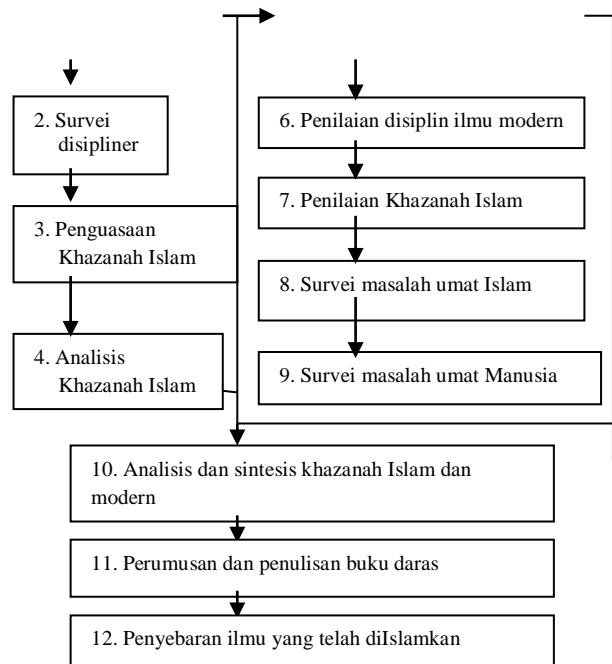 2. Survei
disipliner
3. Penguasaan
Khazanah Islam
4. Analisis
Khazanah Islam
6. Penilaian disiplin ilmu modern
7. Penilaian Khazanah Islam
8. Survei masalah umat Islam
9. Survei masalah umat Manusia
10. Analisis dan sintesis khazanah Islam dan
modern
11. Perumusan dan penulisan buku daras
12. Penyebaran ilmu yang telah diIslamkan